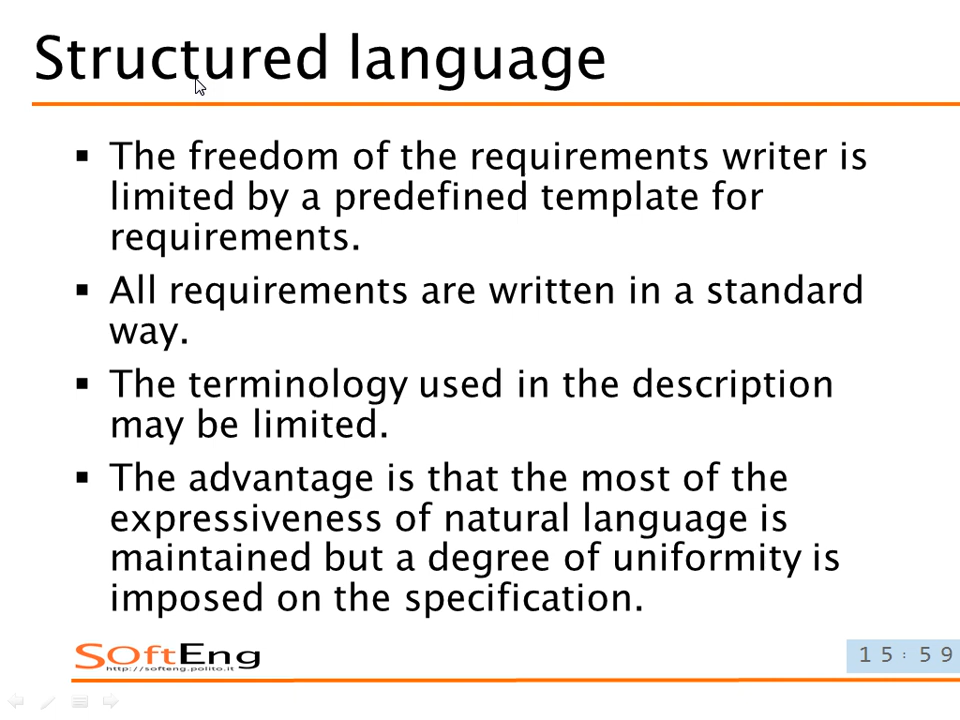 Structured language
▪ The freedom of the requirements writer is
limited by a predefined template for
requirements.
▪ All requirements are written in a standard
way.
▪ The terminology used in the description
may be limited.
▪ The advantage is that the most of the
expressiveness of natural language is
maintained but a degree of uniformity is
imposed on the specification.
SOftEng
http://softeng.polito.it
15:59